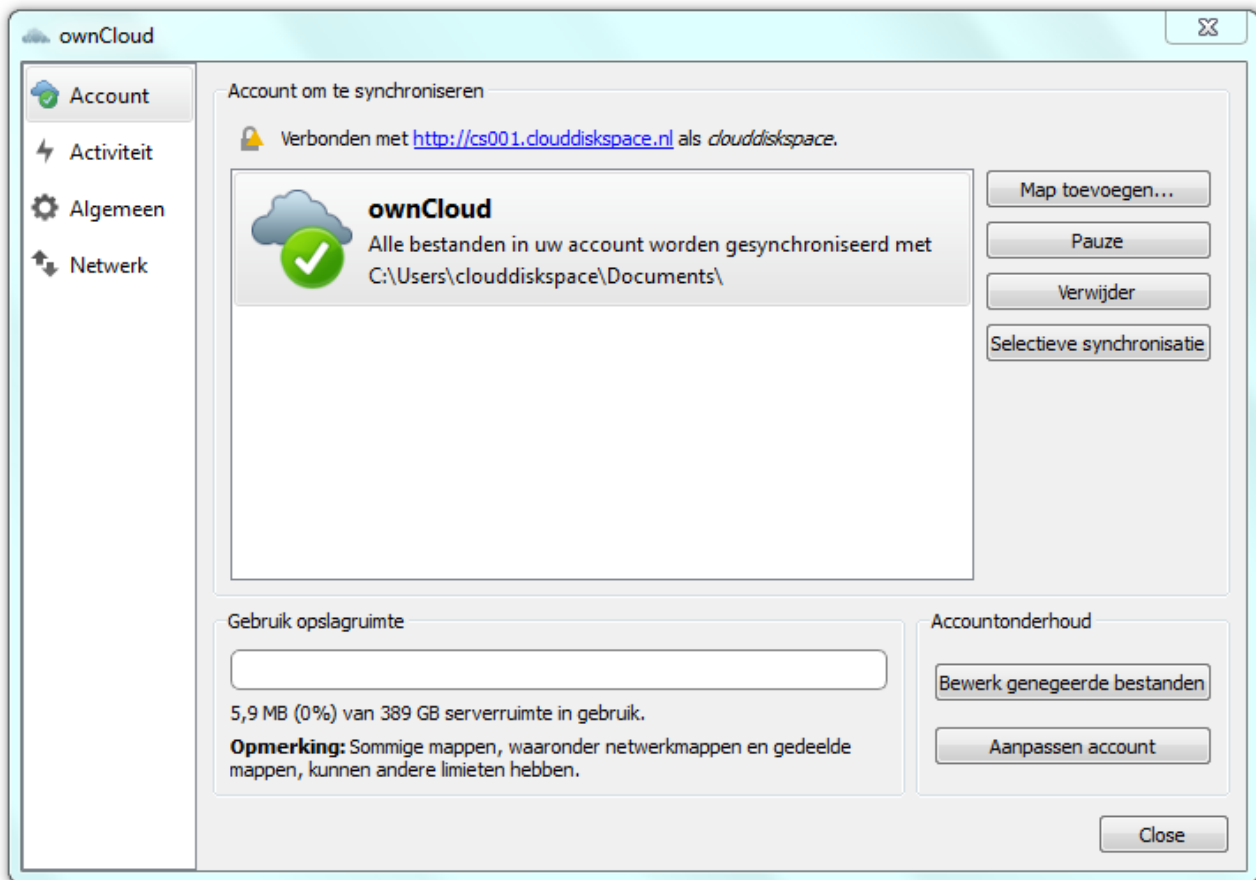 ownCloud
Account
Activiteit
Algemeen
Netwerk
Account om te synchroniseren
Verbonden met http://cs001.clouddiskspace.nl als clouddiskspace.
ownCloud
Alle bestanden in uw account worden gesynchroniseerd met
C:\Users\clouddiskspace\Documents\
Map toevoegen...
Pauze
Verwijder
Selectieve synchronisatie
Gebruik opslagruimte
5,9 MB (0%) van 389 GB serverruimte in gebruik.
Opmerking: Sommige mappen, waaronder netwerkmappen en gedeelde
mappen, kunnen andere limieten hebben.
Accountonderhoud
Bewerk genegeerde bestanden
Aanpassen account
Close